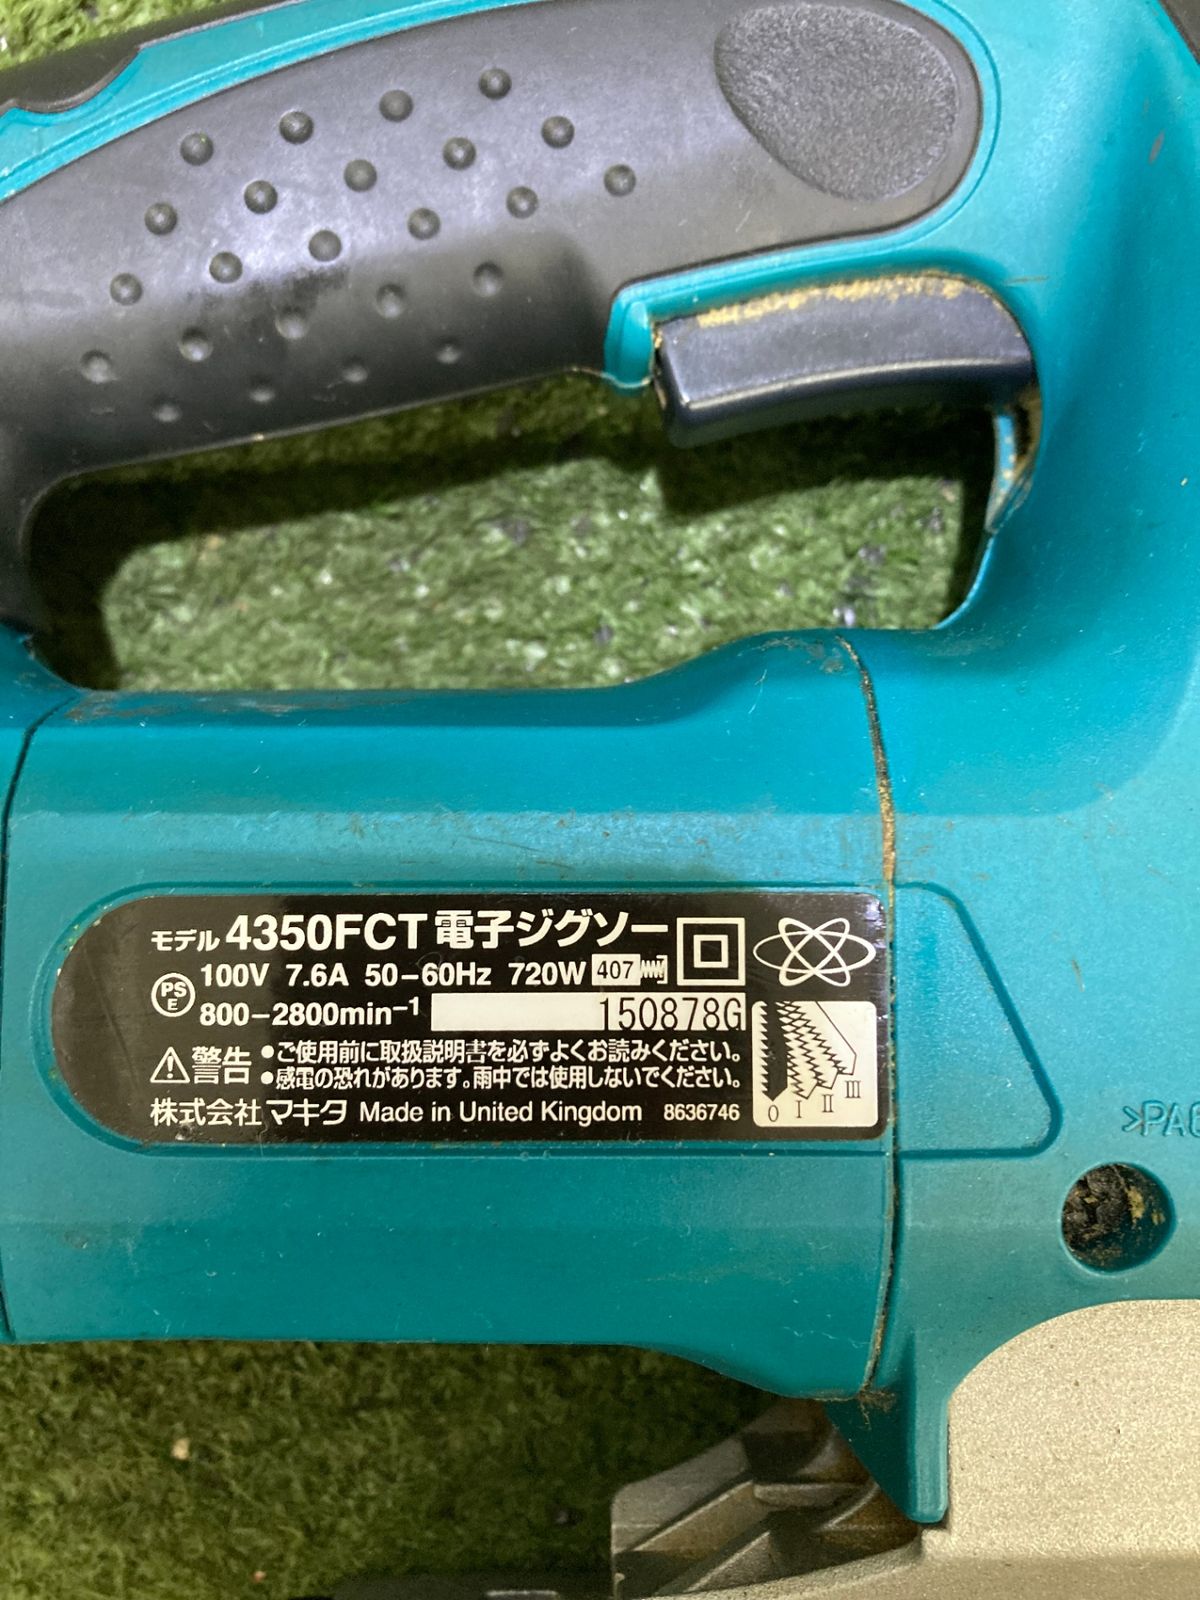 モデル 4350FCT 電子ジグソー
PS E 100V 7.6A 50-60Hz 720W 407
800-2800min⁻¹ 150878G
警告 •ご使用前に取扱説明書を必ずよくお読みください。
•感電の恐れがあります。雨中では使用しないでください。
株式会社マキタ Made in United Kingdom 8636746
0 I II III
>PA6